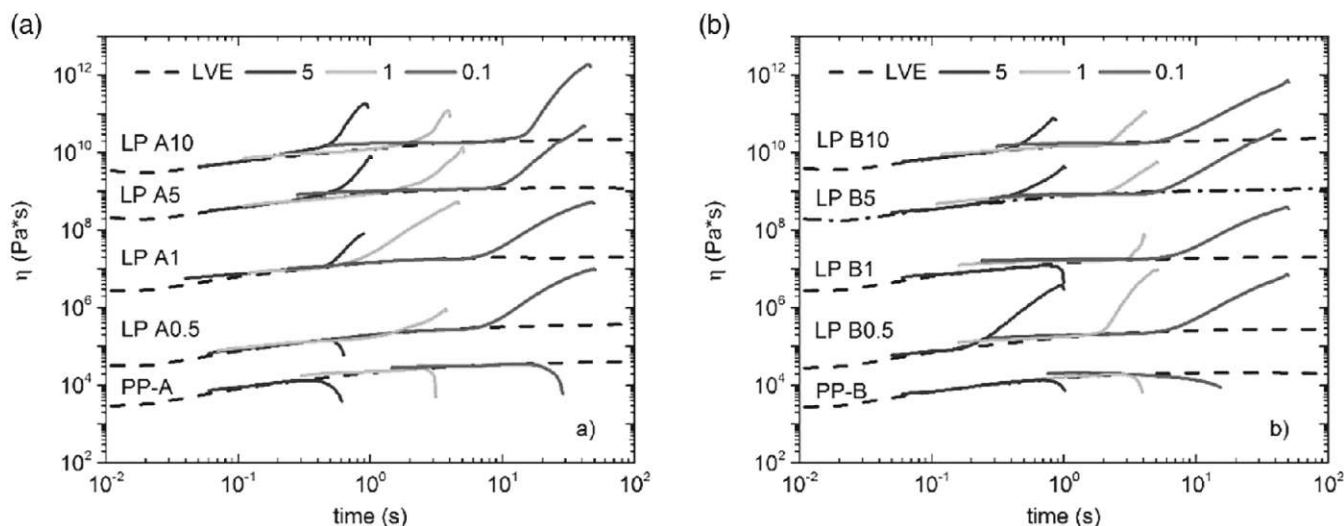 (a)
LVE 5 1 0.1
10^12
10^10
10^8
10^6
10^4
10^2
η (Pa*s)
LP A10
LP A5
LP A1
LP A0.5
PP-A
a)
10^-2 10^-1 10^0 10^1 10^2
time (s)
(b)
LVE 5 1 0.1
10^12
10^10
10^8
10^6
10^4
10^2
η (Pa*s)
LP B10
LP B5
LP B1
LP B0.5
PP-B
b)
10^-2 10^-1 10^0 10^1 10^2
time (s)